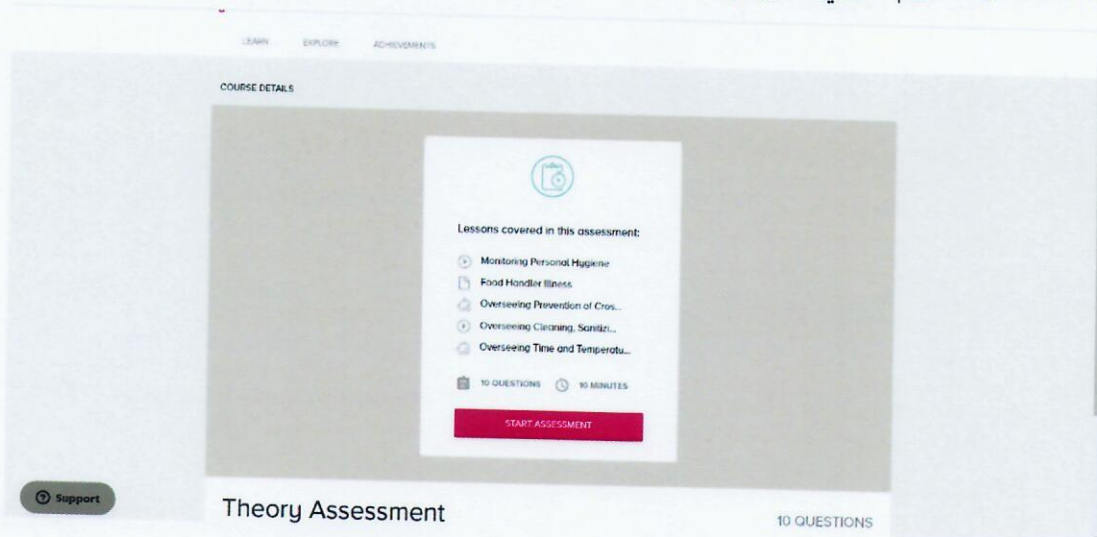 LEARN EXPLORE ACHIEVEMENTS
COURSE DETAILS
Lessons covered in this assessment:
Monitoring Personal Hygiene
Food Handler Illness
Overseeing Prevention of Cros...
Overseeing Cleaning, Sanitizi...
Overseeing Time and Temperatu...
10 QUESTIONS 10 MINUTES
START ASSESSMENT
Support
Theory Assessment
10 QUESTIONS